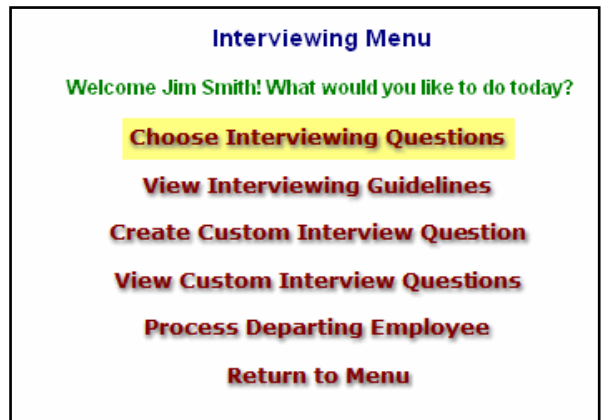 Interviewing Menu
Welcome Jim Smith! What would you like to do today?
Choose Interviewing Questions
View Interviewing Guidelines
Create Custom Interview Question
View Custom Interview Questions
Process Departing Employee
Return to Menu